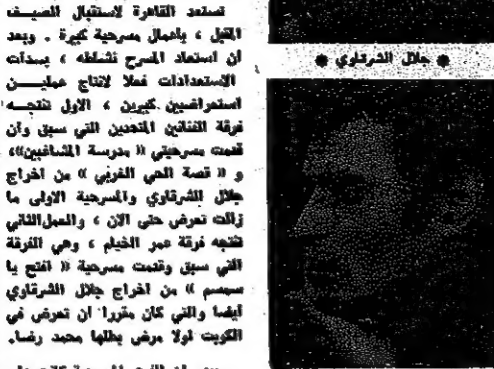 تستعد القاهرة لاستقبال الصيف
المقبل ، بأعمال مسرحية كبيرة . وبعد
أن استعاد المسرح نشاطه ، بدأت
الاستعدادات فعلا لانتاج عملين
استعراضيين كبيرين ، الاول تنتجه
فرقة الفنانين المتحدين التي سبق وأن
قدمت مسرحيتي « مدرسة المشاغبين»،
و « قصة الحي الغربي » من اخراج
جلال الشرقاوي والمسرحية الاولى ما
زالت تعرض حتى الان ، والعمل الثاني
تنتجه فرقة عمر الخيام ، وهي الفرقة
التي سبق وقدمت مسرحية « افتح يا
سمسم » من اخراج جلال الشرقاوي
أيضا والتي كان مقررا ان تعرض في
الكويت لولا مرض بطلها محمد رضا.
● جلال الشرقاوي ●